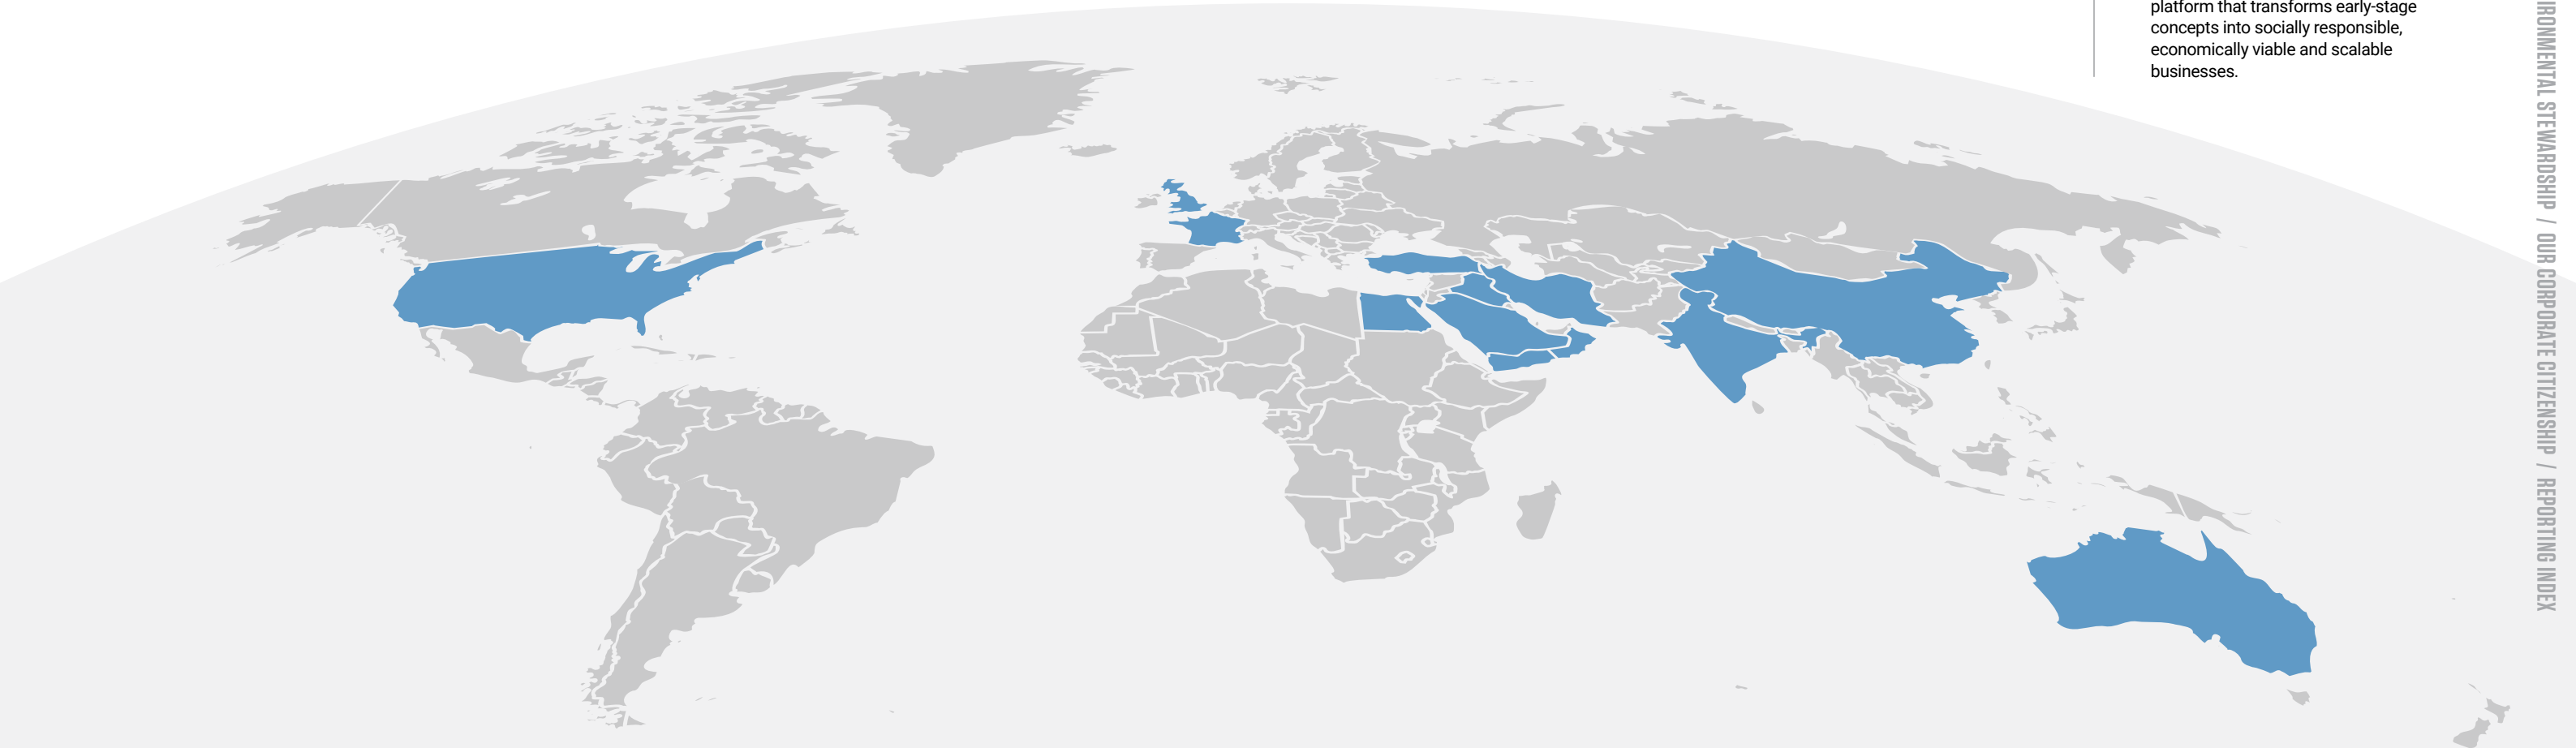 platform that transforms early-stage
concepts into socially responsible,
economically viable and scalable
businesses.
IRONMENTAL STEWARDSHIP / OUR CORPORATE CITIZENSHIP / REPORTING INDEX